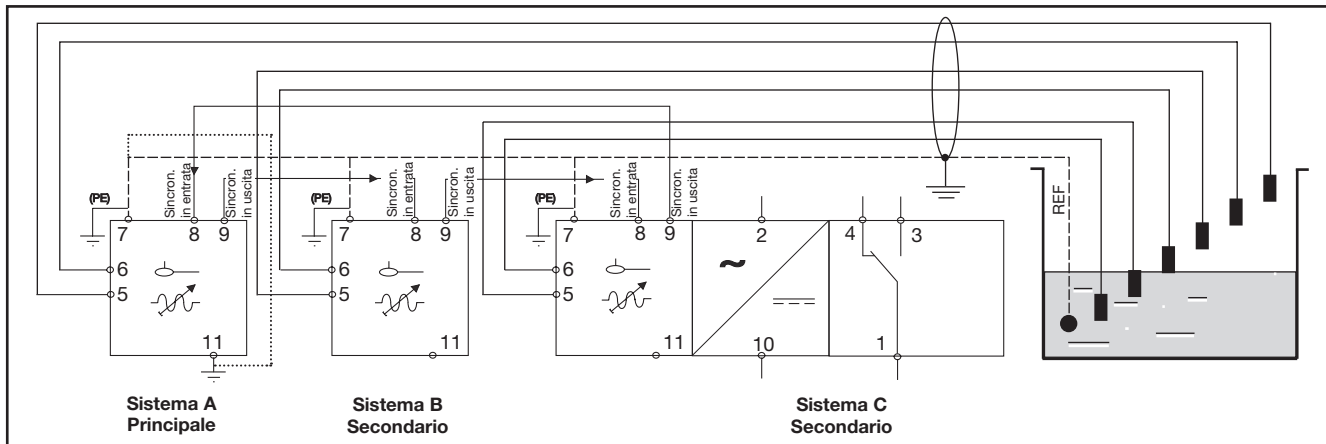 (PE)
Sincron.
in entrata
Sincron.
in uscita
7
8
9
6
5
11
Sistema A
Principale
(PE)
Sincron.
in entrata
Sincron.
in uscita
7
8
9
6
5
11
Sistema B
Secondario
(PE)
Sincron.
in entrata
Sincron.
in uscita
7
8
9
6
5
11
2
10
4
3
1
Sistema C
Secondario
REF